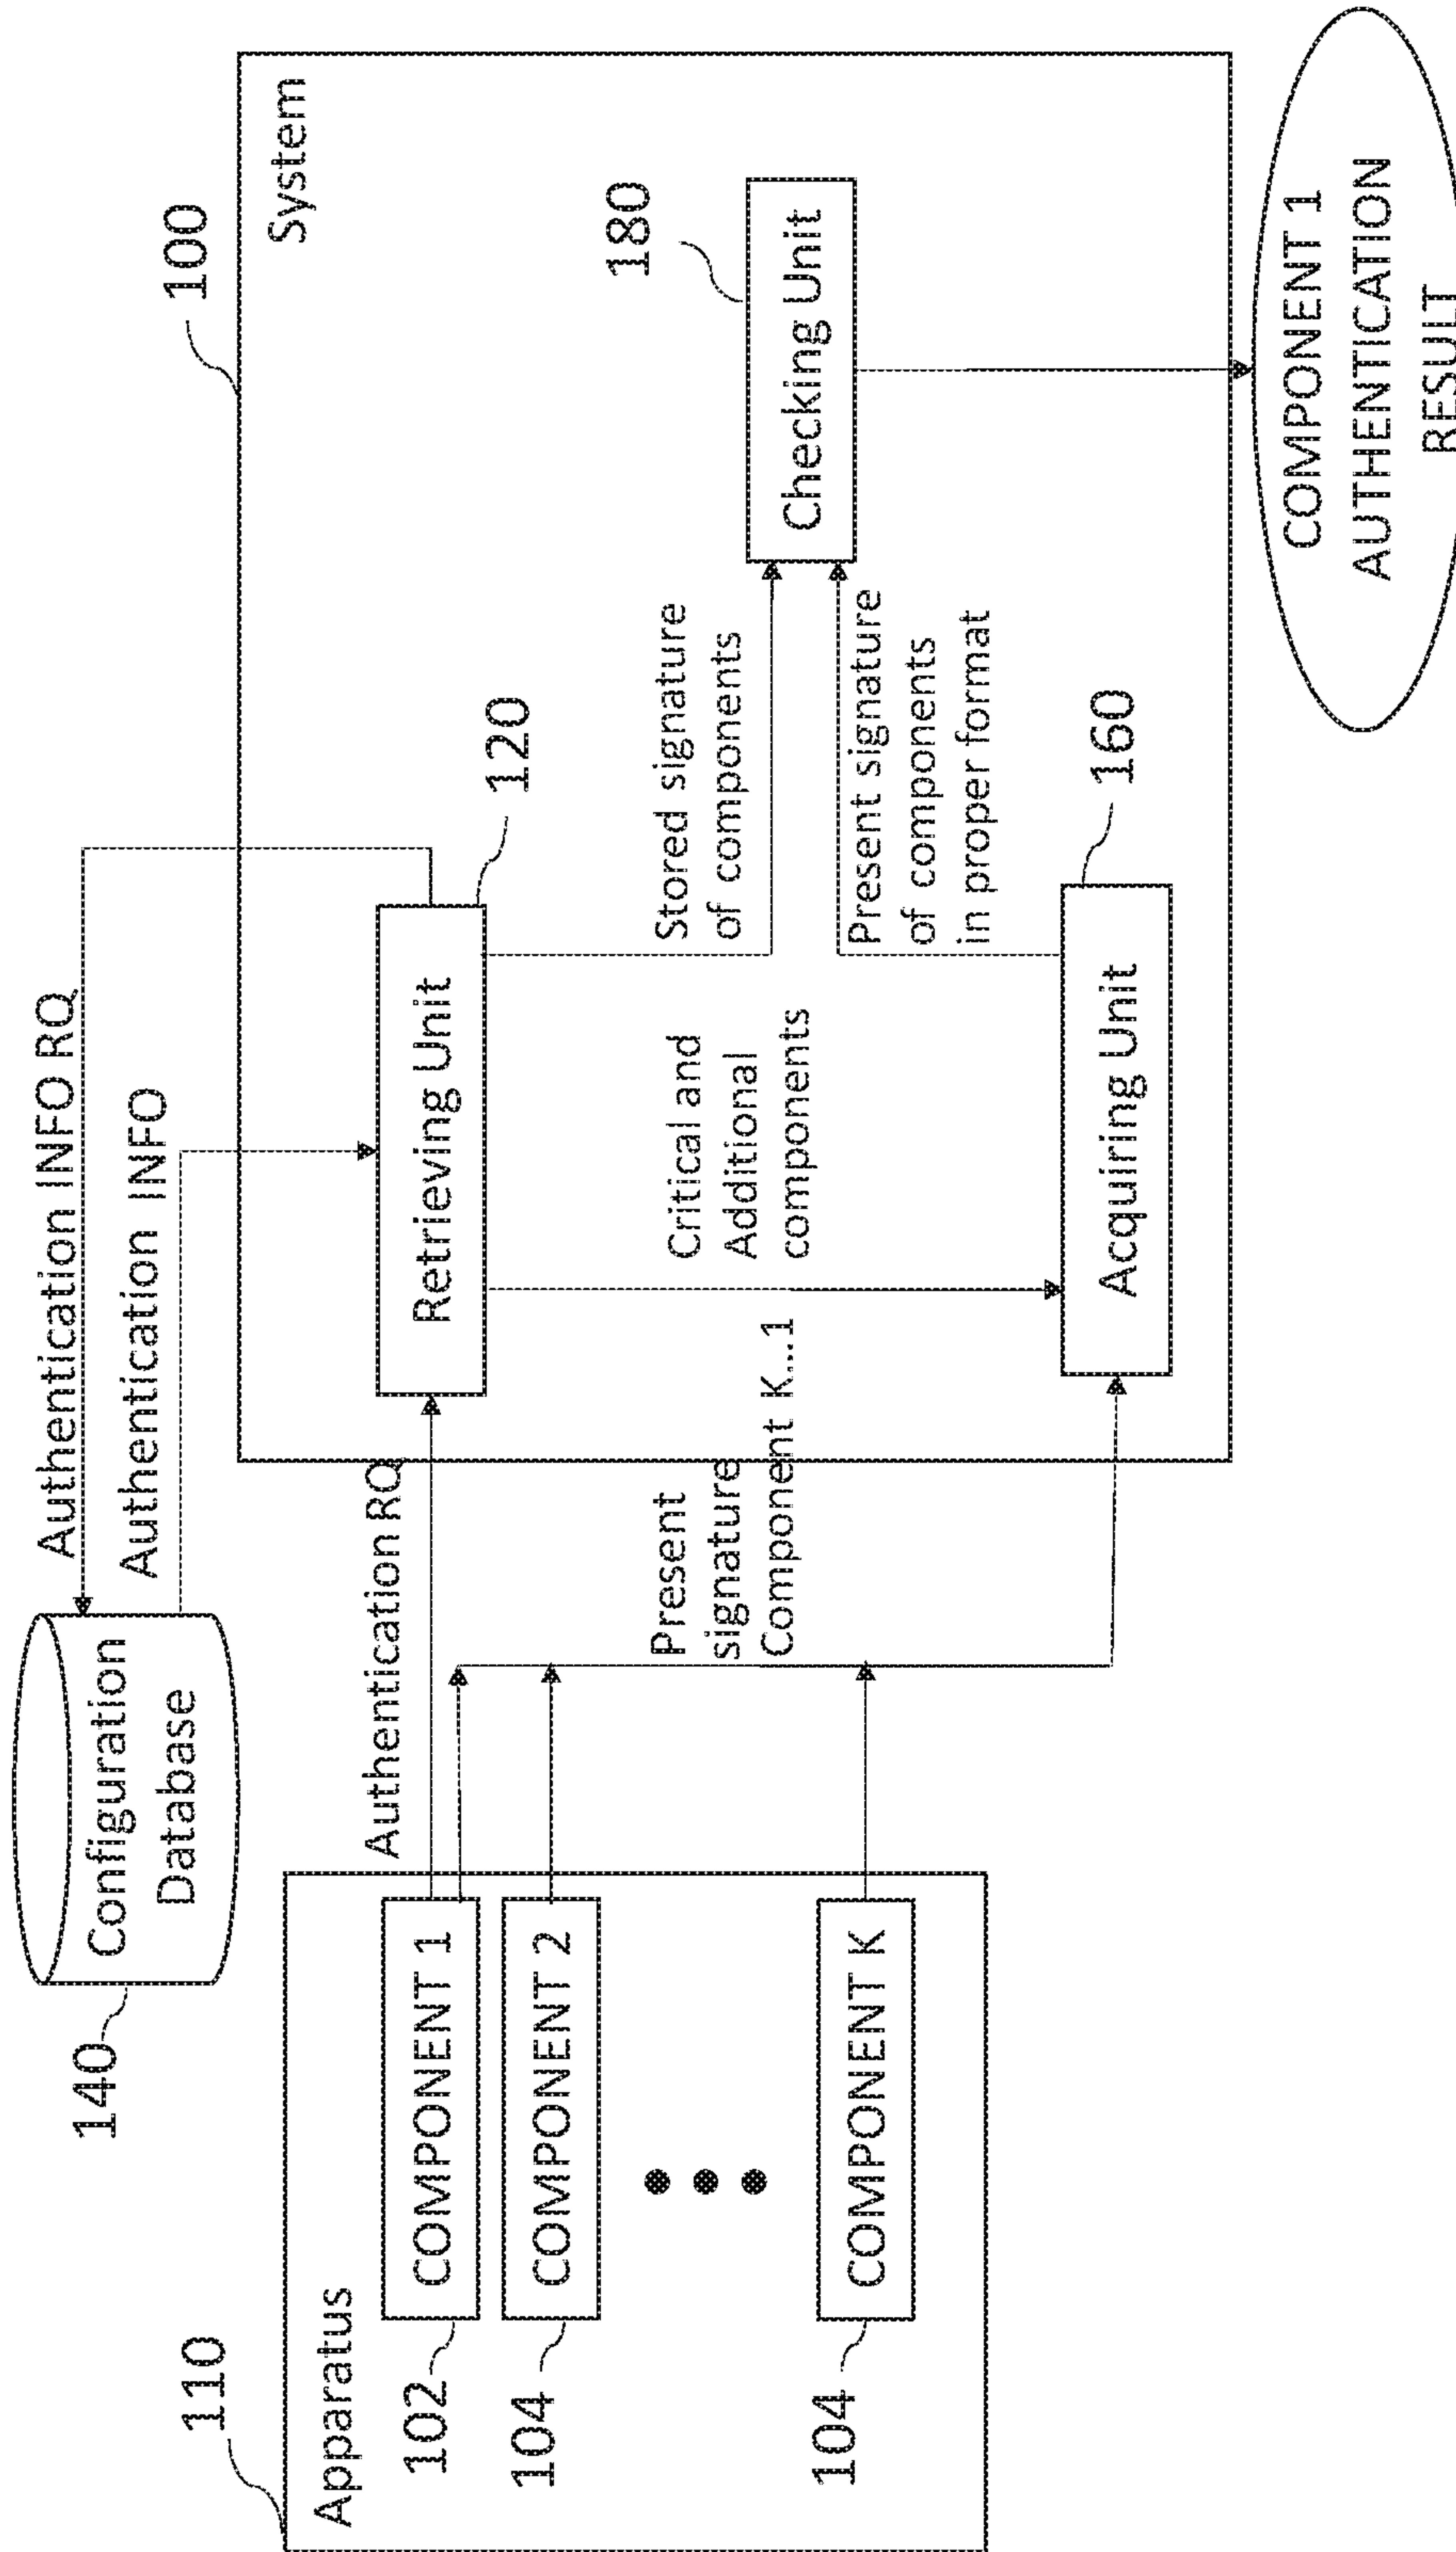 140
Configuration
Database
Authentication INFO RQ
Authentication INFO
100
110
Apparatus
102
COMPONENT 1
104
COMPONENT 2
104
COMPONENT K
Authentication RQ
Present
signature
Component K...1
System
Retrieving Unit
120
Critical and
Additional
components
Stored signature
of components
Present signature
of components
in proper format
Acquiring Unit
160
180
Checking Unit
COMPONENT 1
AUTHENTICATION
RESULT